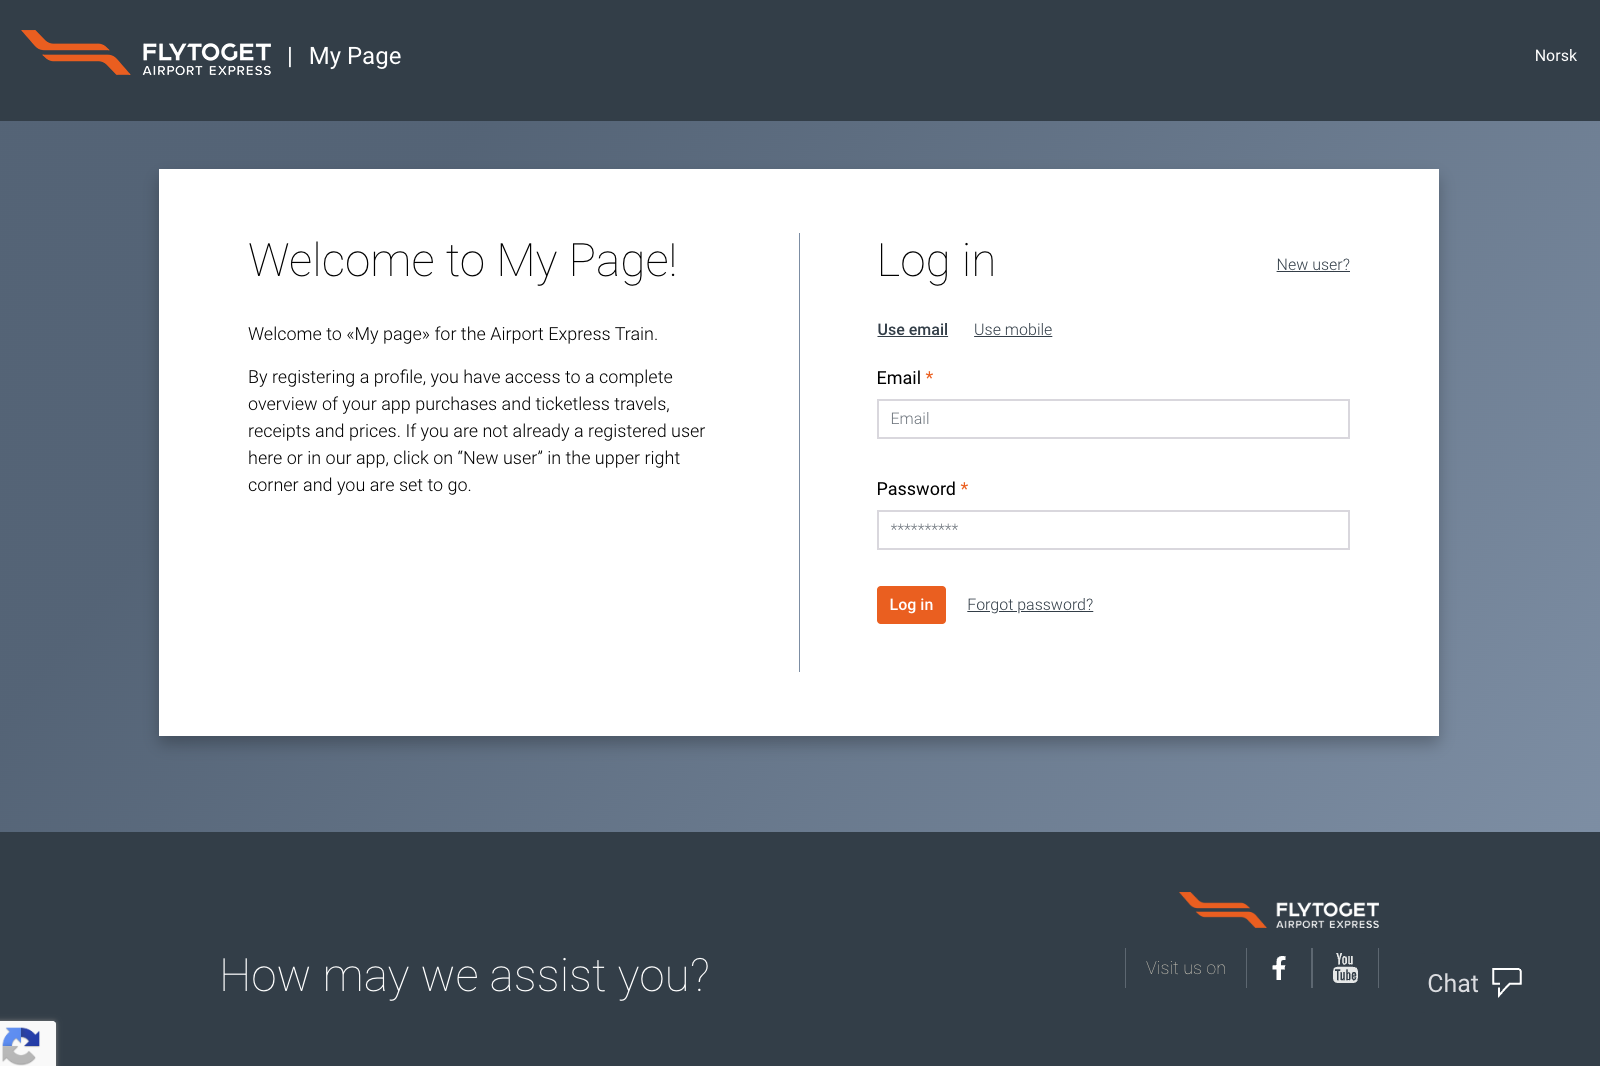 FLYTOGET
AIRPORT EXPRESS
| My Page
Norsk
Welcome to My Page!
Welcome to «My page» for the Airport Express Train.
By registering a profile, you have access to a complete
overview of your app purchases and ticketless travels,
receipts and prices. If you are not already a registered user
here or in our app, click on “New user” in the upper right
corner and you are set to go.
Log in
New user?
Use email Use mobile
Email *
Email
Password *
**********
Log in Forgot password?
How may we assist you?
FLYTOGET
AIRPORT EXPRESS
Visit us on
You
Tube
Chat